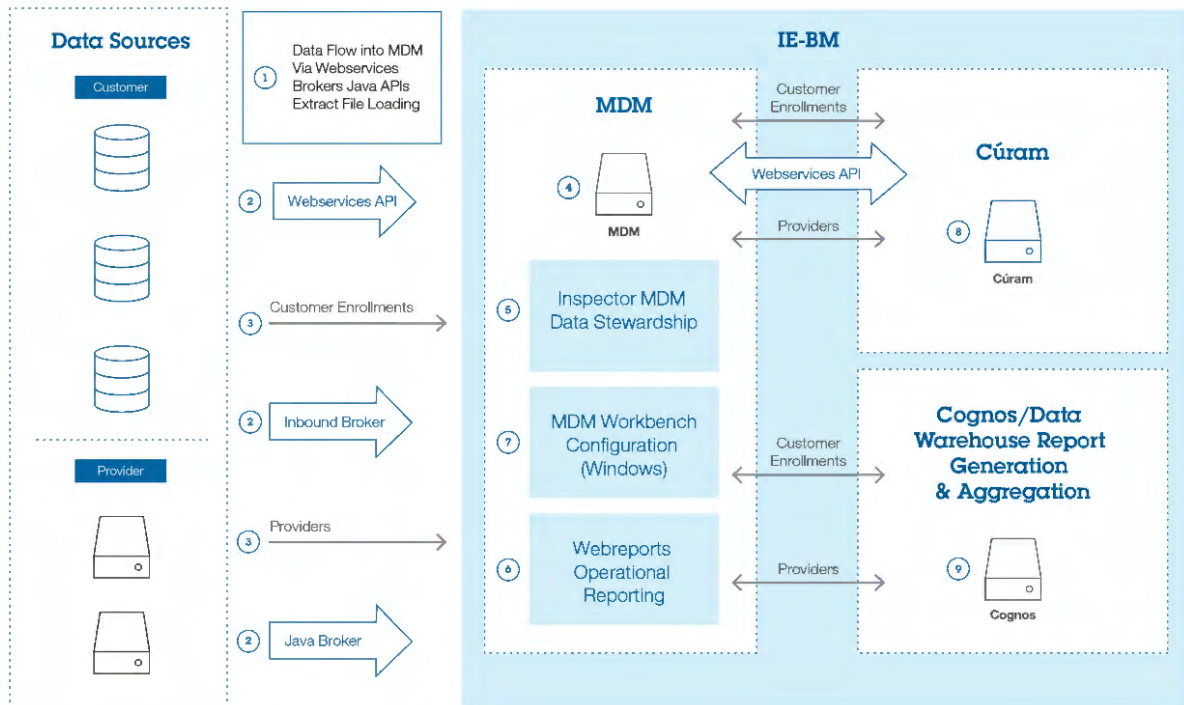 Data Sources
Customer
Provider
1
Data Flow into MDM
Via Webservices
Brokers Java APIs
Extract File Loading
2
Webservices API
3
Customer Enrollments
2
Inbound Broker
3
Providers
2
Java Broker
IE-BM
MDM
4
MDM
5
Inspector MDM
Data Stewardship
7
MDM Workbench
Configuration
(Windows)
6
Webreports
Operational
Reporting
Customer
Enrollments
Webservices API
Providers
Cúram
8
Cúram
Customer
Enrollments
Providers
Cognos/Data
Warehouse Report
Generation
& Aggregation
9
Cognos